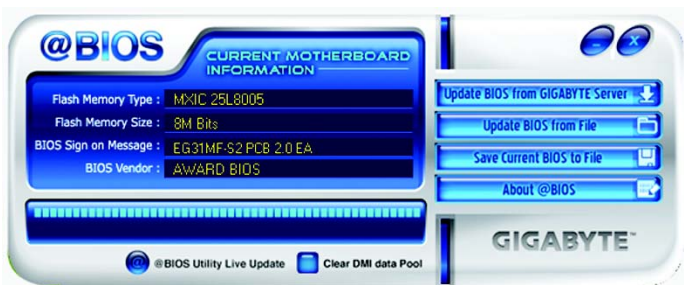 @BIOS
CURRENT MOTHERBOARD
INFORMATION
Flash Memory Type : MXIC 25L8005
Flash Memory Size : 8M Bits
BIOS Sign on Message : EG31MF-S2 PCB 2.0 EA
BIOS Vendor : AWARD BIOS
@BIOS Utility Live Update
Clear DMI data Pool
- X
Update BIOS from GIGABYTE Server
Update BIOS from File
Save Current BIOS to File
About @BIOS
GIGABYTE™